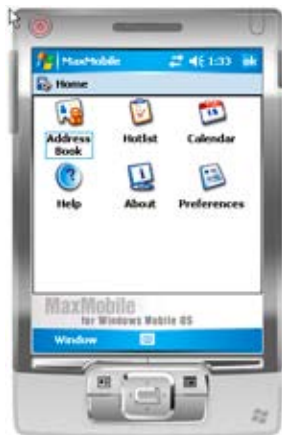 MaxMobile 1:33 ok
Home
Address Book
Hotlist
Calendar
Help
About
Preferences
MaxMobile
for Windows Mobile OS
Window